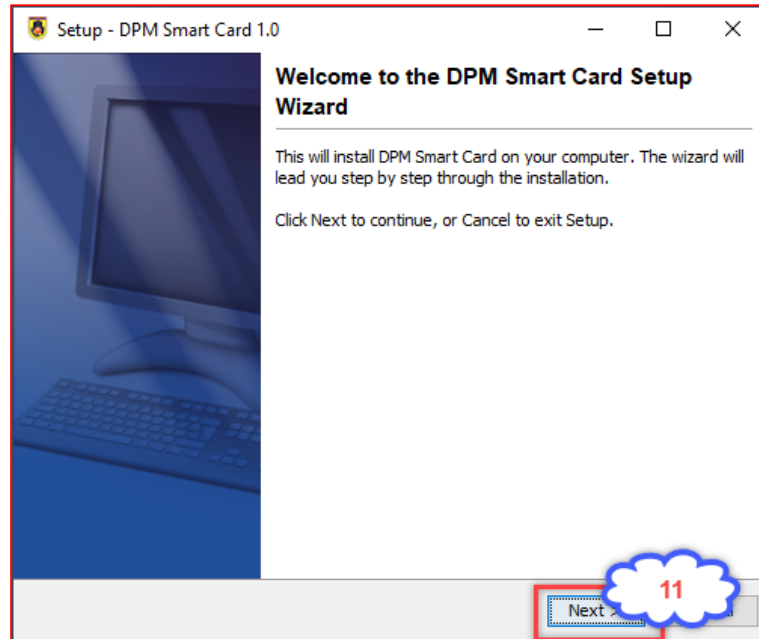 Setup - DPM Smart Card 1.0
Welcome to the DPM Smart Card Setup
Wizard
This will install DPM Smart Card on your computer. The wizard will
lead you step by step through the installation.
Click Next to continue, or Cancel to exit Setup.
11
Next >